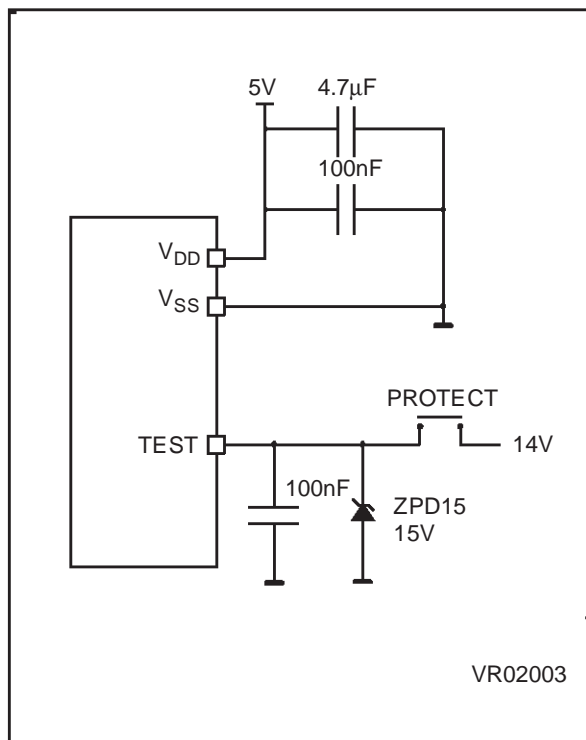 5V
4.7μF
100nF
VDD
VSS
PROTECT
TEST
14V
100nF
ZPD15
15V
VR02003